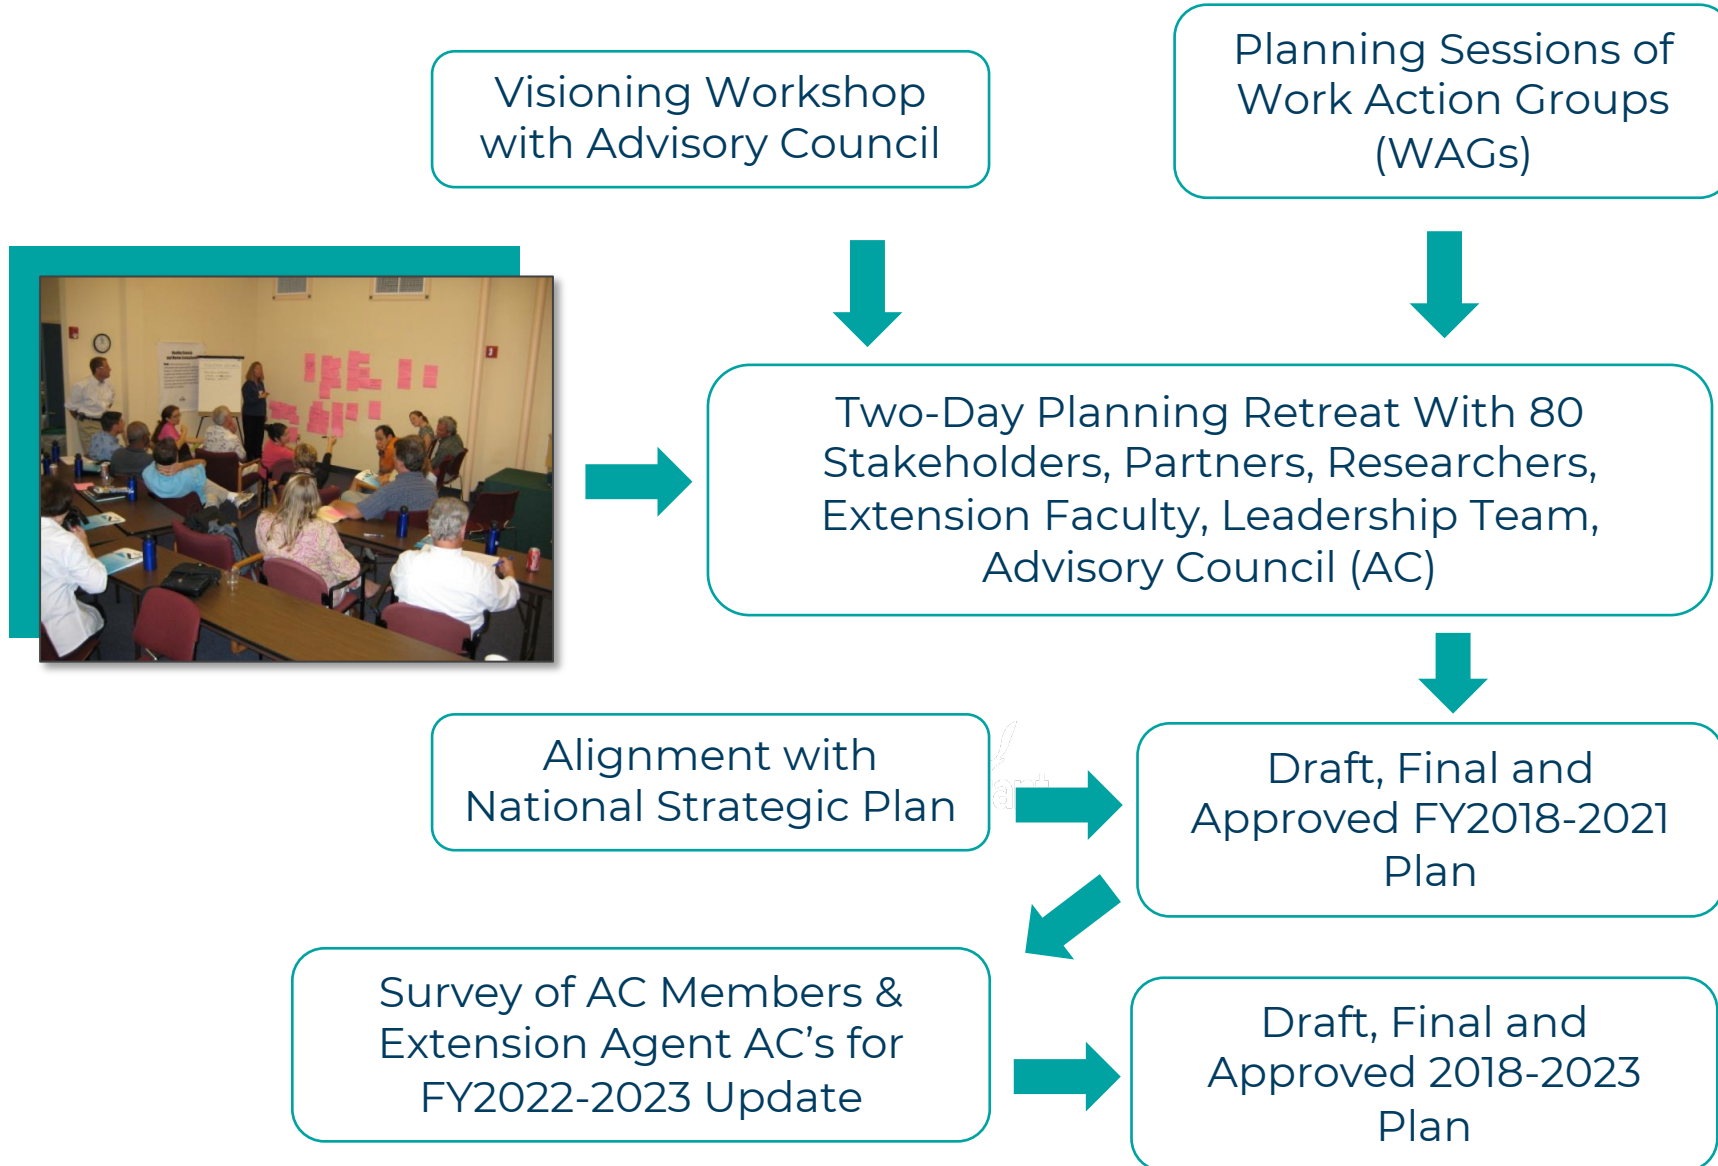 Visioning Workshop
with Advisory Council
Planning Sessions of
Work Action Groups
(WAGs)
Two-Day Planning Retreat With 80
Stakeholders, Partners, Researchers,
Extension Faculty, Leadership Team,
Advisory Council (AC)
Alignment with
National Strategic Plan
Draft, Final and
Approved FY2018-2021
Plan
Survey of AC Members &
Extension Agent AC’s for
FY2022-2023 Update
Draft, Final and
Approved 2018-2023
Plan